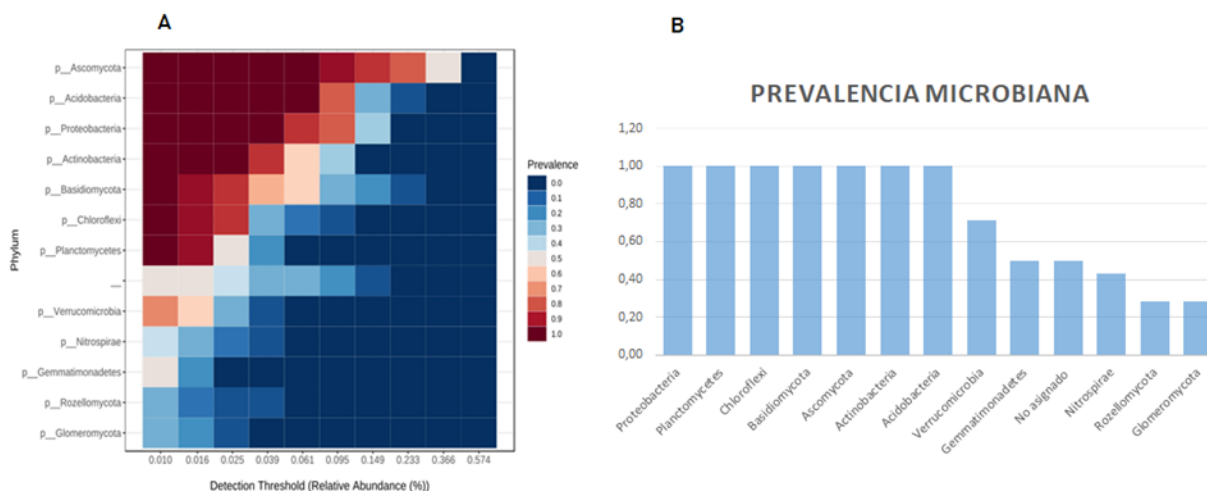 A
p__Ascomycota
p__Acidobacteria
p__Proteobacteria
p__Actinobacteria
p__Basidiomycota
p__Chloroflexi
p__Planctomycetes
__
p__Verrucomicrobia
p__Nitrospirae
p__Gemmatimonadetes
p__Rozellomycota
p__Glomeromycota
Phylum
0.010 0.016 0.025 0.039 0.061 0.095 0.149 0.233 0.366 0.574
Detection Threshold (Relative Abundance (%))
Prevalence
0.0
0.1
0.2
0.3
0.4
0.5
0.6
0.7
0.8
0.9
1.0
B
PREVALENCIA MICROBIANA
1,20
1,00
0,80
0,60
0,40
0,20
0,00
Proteobacteria
Planctomycetes
Chloroflexi
Basidiomycota
Ascomycota
Actinobacteria
Acidobacteria
Verrucomicrobia
Gemmatimonadetes
No asignado
Nitrospirae
Rozellomycota
Glomeromycota